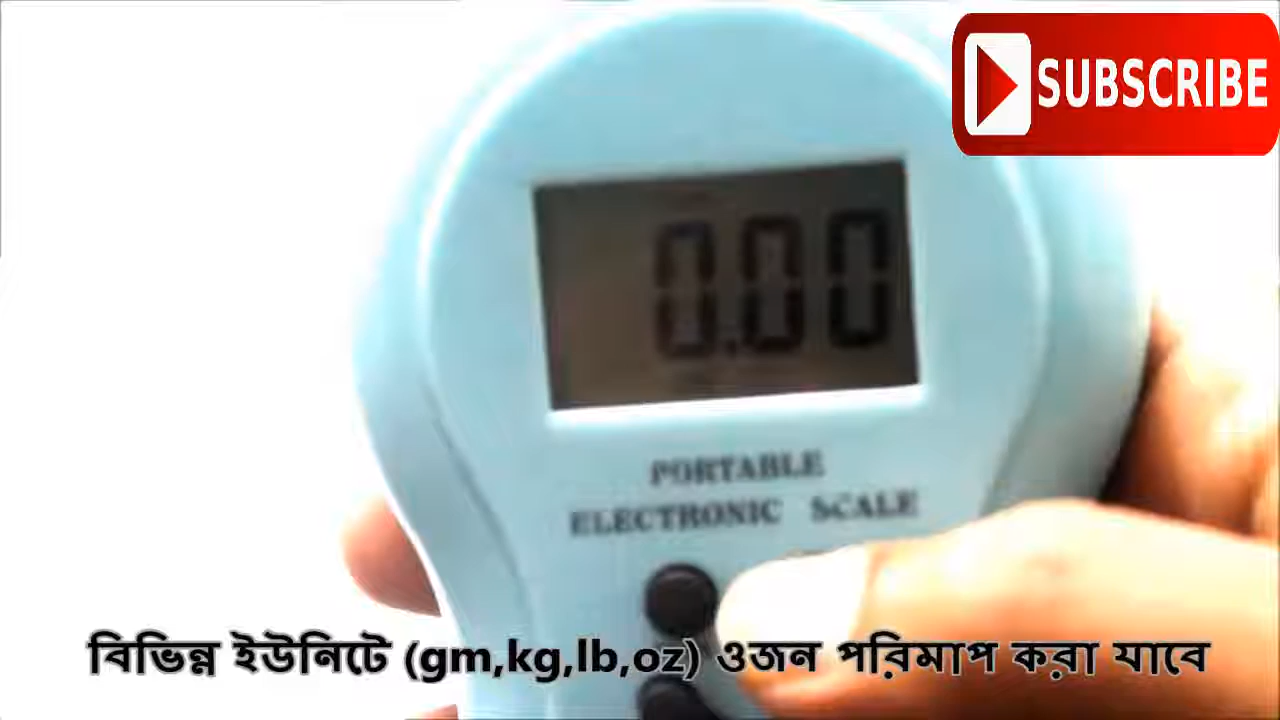 SUBSCRIBE
0.00
PORTABLE
ELECTRONIC SCALE
বিভিন্ন ইউনিটে (gm,kg,lb,oz) ওজন পরিমাপ করা যাবে